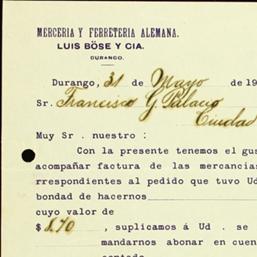 MERCERIA Y FERRETERIA ALEMANA.
LUIS BÖSE Y CIA.
DURANGO.
Durango, 31 de Mayo de 19
Sr. Francisco G. Palacio
Ciudad
Muy Sr. nuestro:
Con la presente tenemos el gus
acompañar factura de las mercancías
rrespondientes al pedido que tuvo Ud
bondad de hacernos
cuyo valor de
$ 8.70, suplicamos á Ud. se
mandarnos abonar en cuen
contado